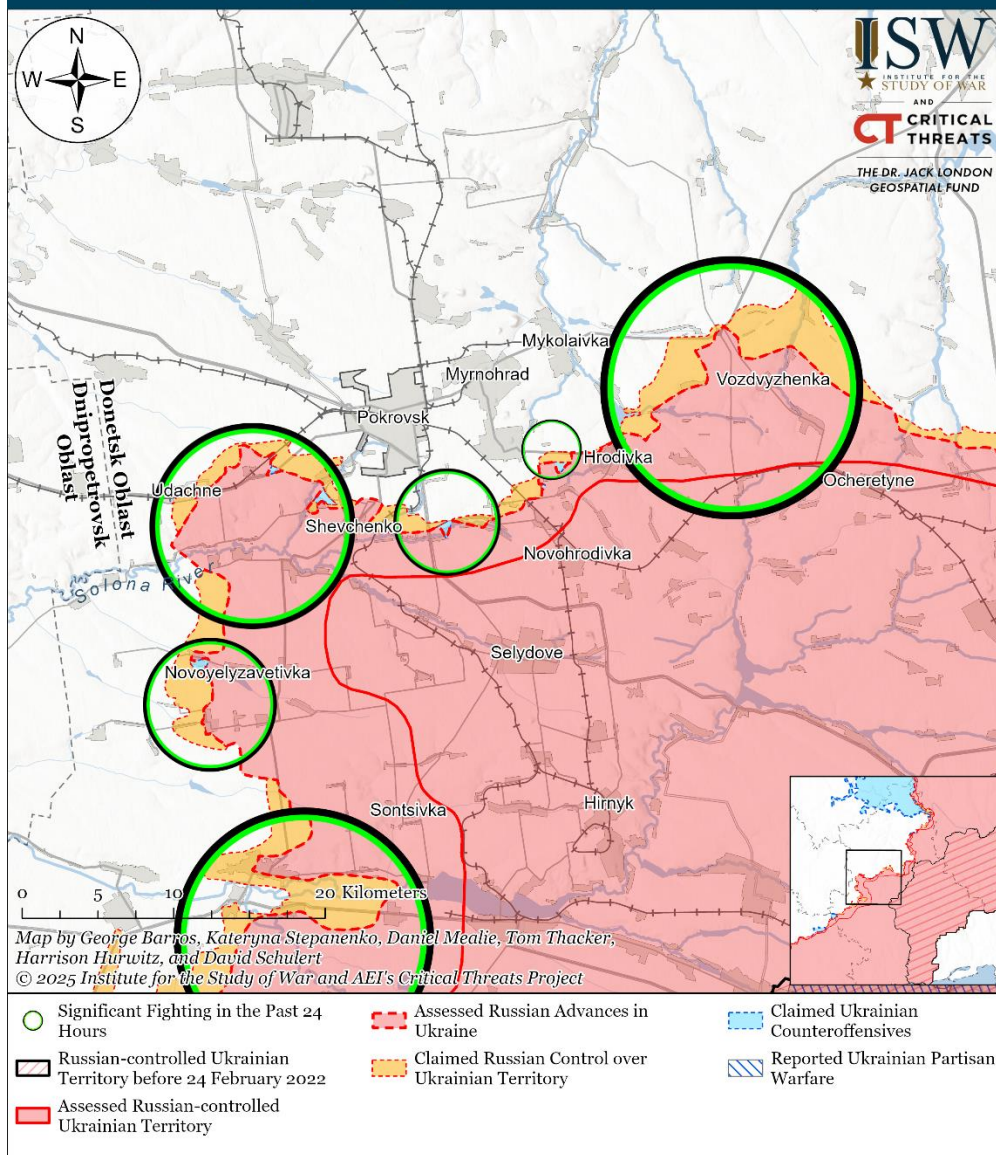 N
W E
S
ISW
INSTITUTE FOR THE
STUDY OF WAR
AND
CT CRITICAL
THREATS
THE DR. JACK LONDON
GEOSPATIAL FUND
Mykolaivka
Myrnohrad
Vozdvyzhenka
Pokrovsk
Donetsk Oblast
Dnipropetrovsk
Oblast
Hrodivka
Udachne
Ocheretyne
Shevchenko
Novohrodivka
Solona River
Selydove
Novoyelyzavetivka
Sontsivka
Hirnyk
0 5 10 20 Kilometers
Map by George Barros, Kateryna Stepanenko, Daniel Mealie, Tom Thacker,
Harrison Hurwitz, and David Schulert
© 2025 Institute for the Study of War and AEI's Critical Threats Project
Significant Fighting in the Past 24
Hours
Russian-controlled Ukrainian
Territory before 24 February 2022
Assessed Russian-controlled
Ukrainian Territory
Assessed Russian Advances in
Ukraine
Claimed Russian Control over
Ukrainian Territory
Claimed Ukrainian
Counteroffensives
Reported Ukrainian Partisan
Warfare